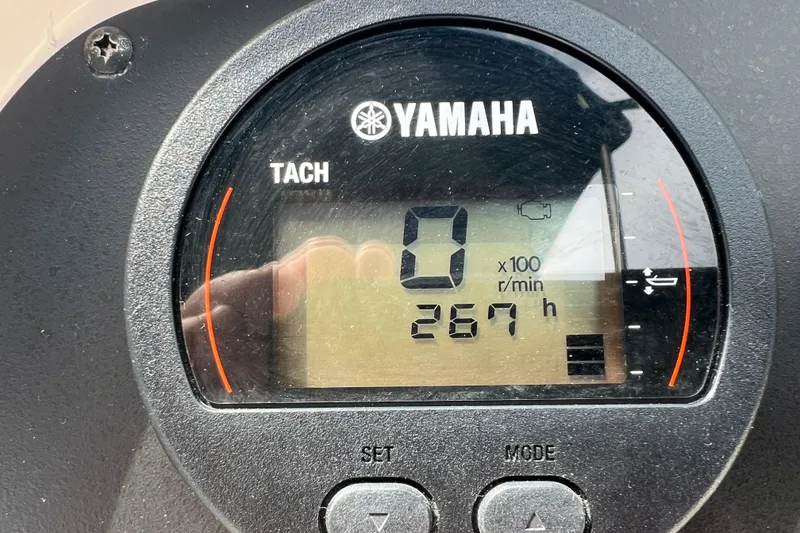 YAMAHA
TACH
0
x100
r/min
267 h
SET
MODE